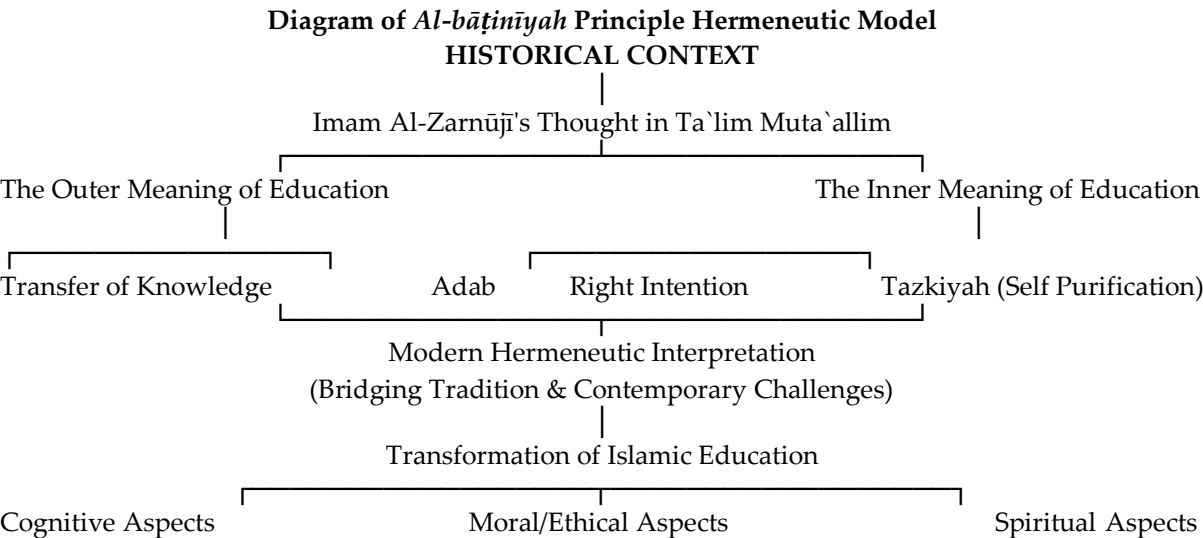 Diagram of Al-bāṭinīyah Principle Hermeneutic Model
HISTORICAL CONTEXT
Imam Al-Zarnūjī's Thought in Ta`lim Muta`allim
The Outer Meaning of Education The Inner Meaning of Education
Transfer of Knowledge Adab Right Intention Tazkiyah (Self Purification)
Modern Hermeneutic Interpretation
(Bridging Tradition & Contemporary Challenges)
Transformation of Islamic Education
Cognitive Aspects Moral/Ethical Aspects Spiritual Aspects